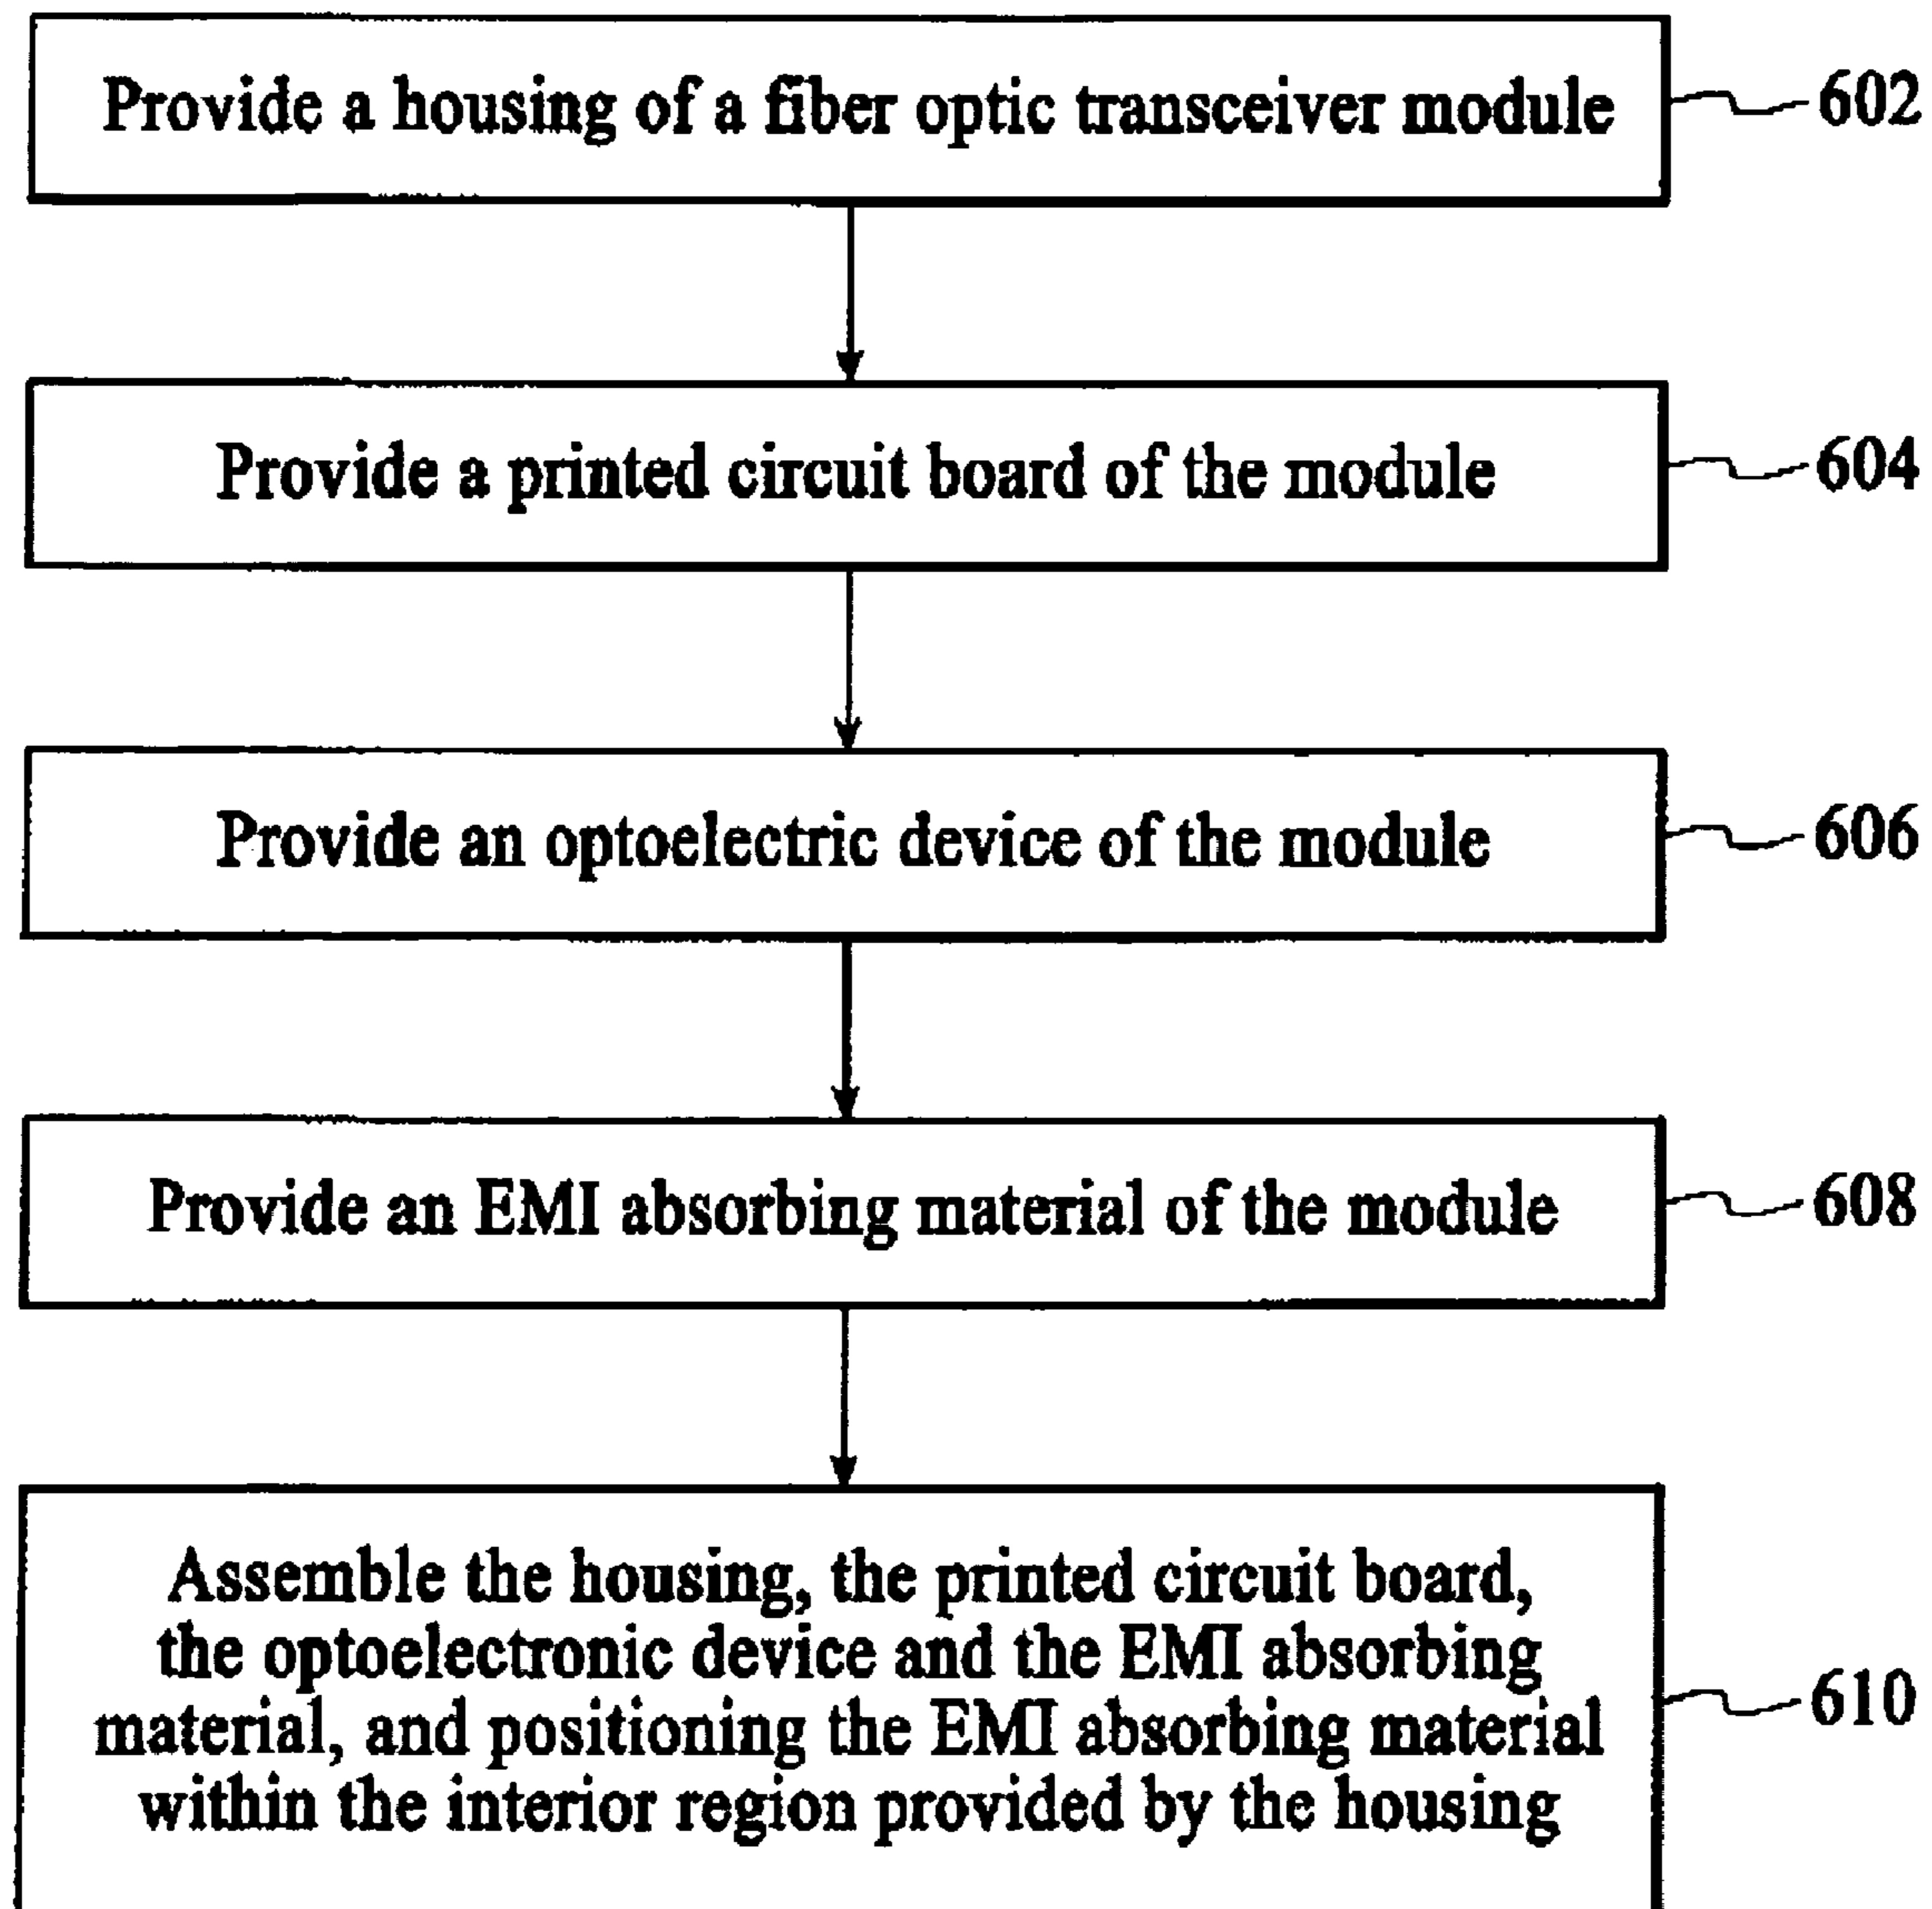 Provide a housing of a fiber optic transceiver module
602
Provide a printed circuit board of the module
604
Provide an optoelectric device of the module
606
Provide an EMI absorbing material of the module
608
Assemble the housing, the printed circuit board,
the optoelectronic device and the EMI absorbing
material, and positioning the EMI absorbing material
within the interior region provided by the housing
610